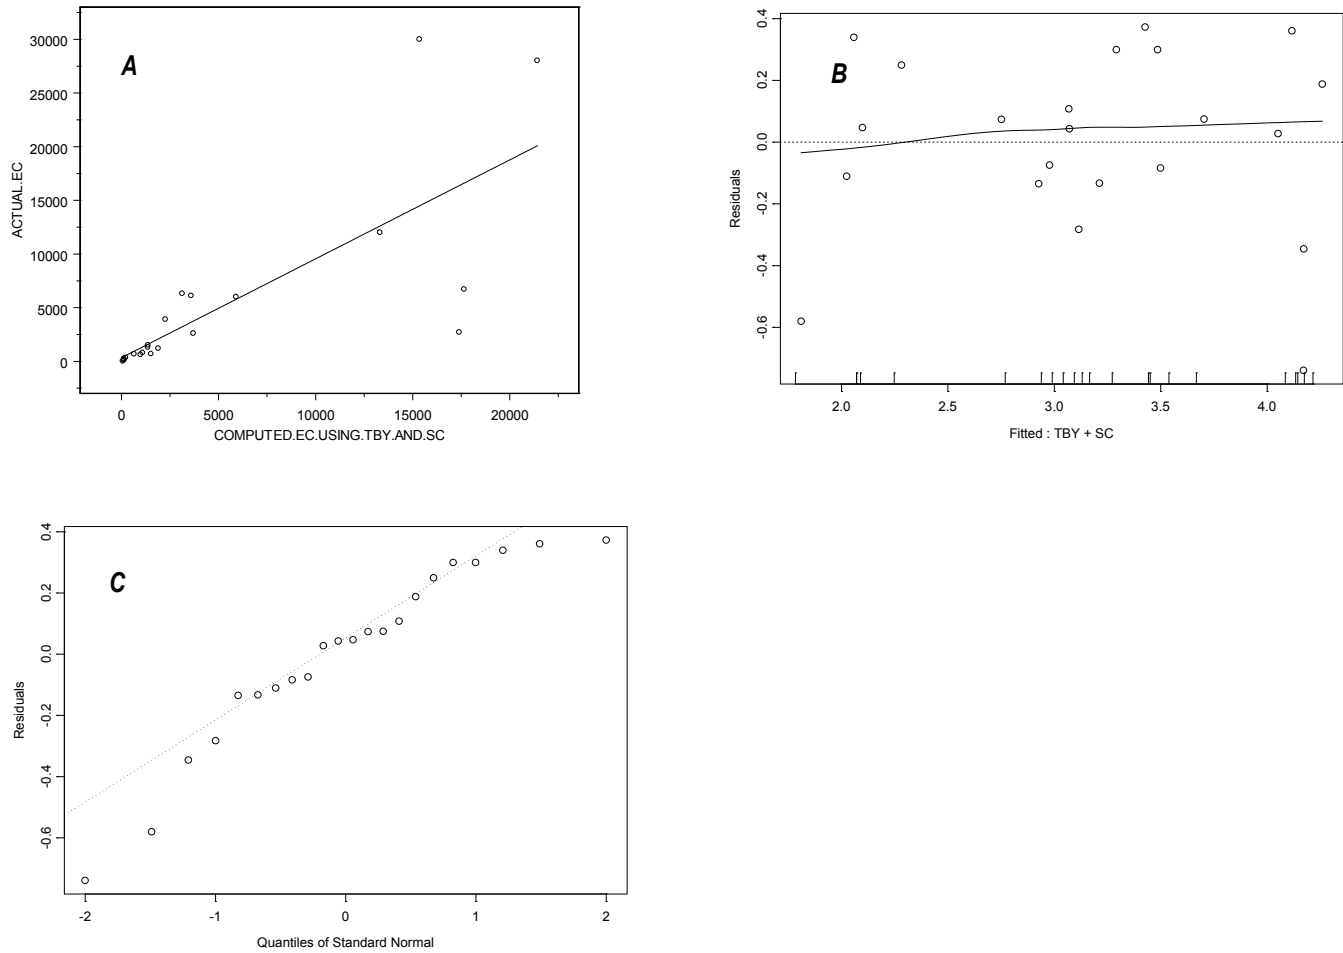 A
ACTUAL.EC
30000
25000
20000
15000
10000
5000
0
0 5000 10000 15000 20000
COMPUTED.EC.USING.TBY.AND.SC
B
Residuals
0.4
0.2
0.0
-0.2
-0.4
-0.6
2.0 2.5 3.0 3.5 4.0
Fitted : TBY + SC
C
Residuals
0.4
0.2
0.0
-0.2
-0.4
-0.6
-2 -1 0 1 2
Quantiles of Standard Normal